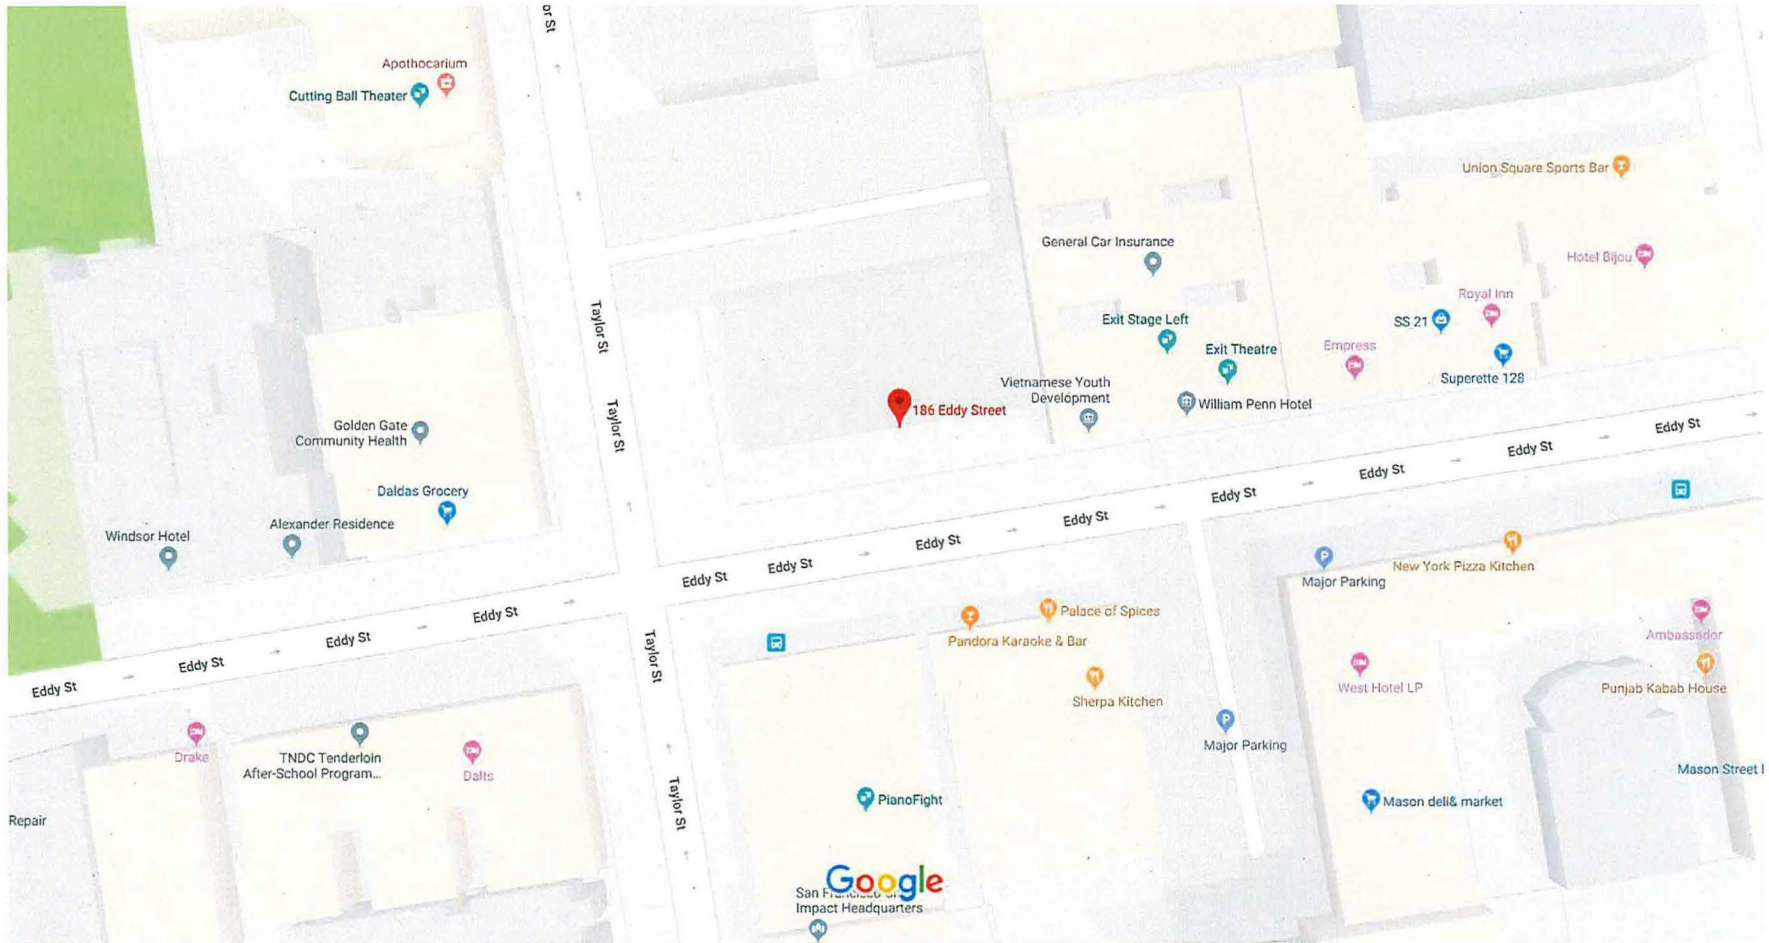 or St
Apothocarium
Cutting Ball Theater
Union Square Sports Bar
General Car Insurance
Hotel Bijou
Royal Inn
SS 21
Taylor St
Exit Stage Left
Exit Theatre
Empress
Superette 128
Vietnamese Youth
Development
William Penn Hotel
186 Eddy Street
Taylor St
Golden Gate
Community Health
Daldas Grocery
Alexander Residence
Windsor Hotel
Eddy St
Eddy St
Eddy St
Eddy St
Eddy St
Eddy St
Eddy St
Eddy St
Eddy St
Eddy St
Eddy St
Eddy St
Eddy St
Major Parking
New York Pizza Kitchen
Palace of Spices
Pandora Karaoke & Bar
Taylor St
Ambassador
Sherpa Kitchen
West Hotel LP
Punjab Kabab House
Major Parking
Drake
TNDC Tenderloin
After-School Program...
Dalts
Taylor St
Mason Street
PianoFight
Mason deli& market
Repair
Google
San
Impact Headquarters